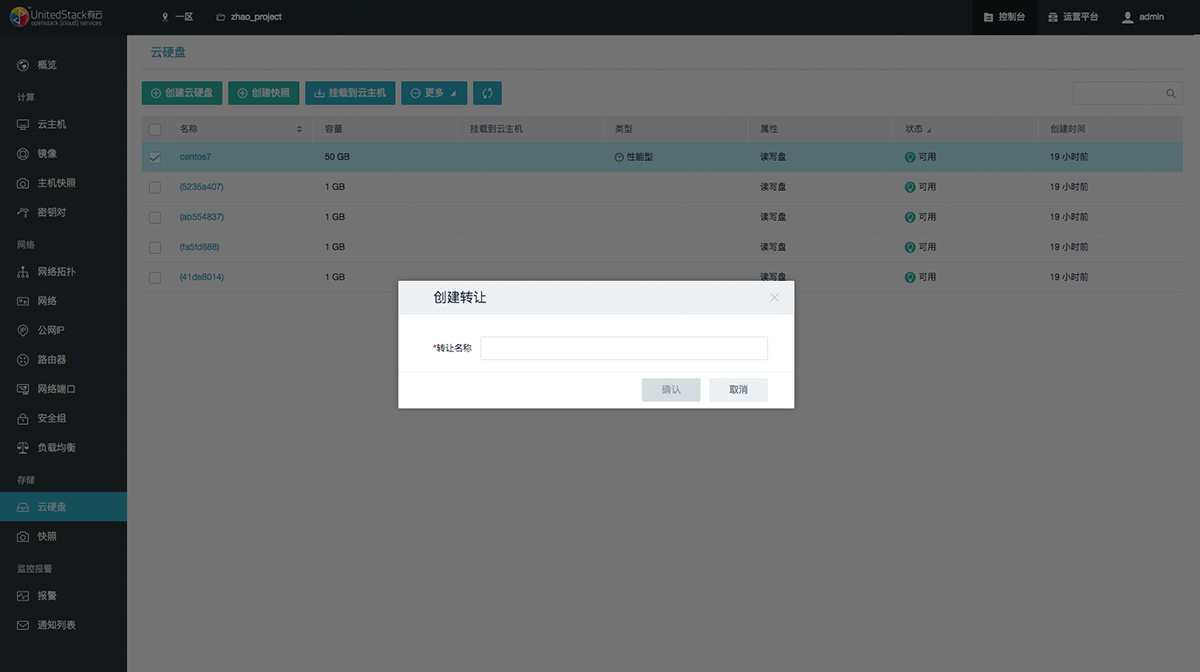 UnitedStack有云
openstack [cloud] services
一区
zhao_project
控制台
运营平台
admin
概览
计算
云主机
镜像
主机快照
密钥对
网络
网络拓扑
网络
公网IP
路由器
网络端口
安全组
负载均衡
存储
云硬盘
快照
监控报警
报警
通知列表
云硬盘
创建云硬盘 创建快照 挂载到云主机 更多
名称 容量 挂载到云主机 类型 属性 状态 创建时间
centos7 50 GB 性能型 读写盘 可用 19 小时前
(5235a407) 1 GB 读写盘 可用 19 小时前
(ab554637) 1 GB 读写盘 可用 19 小时前
(fa5fd688) 1 GB 读写盘 可用 19 小时前
(41de8014) 1 GB 读写盘 可用 19 小时前
创建转让
*转让名称
确认 取消